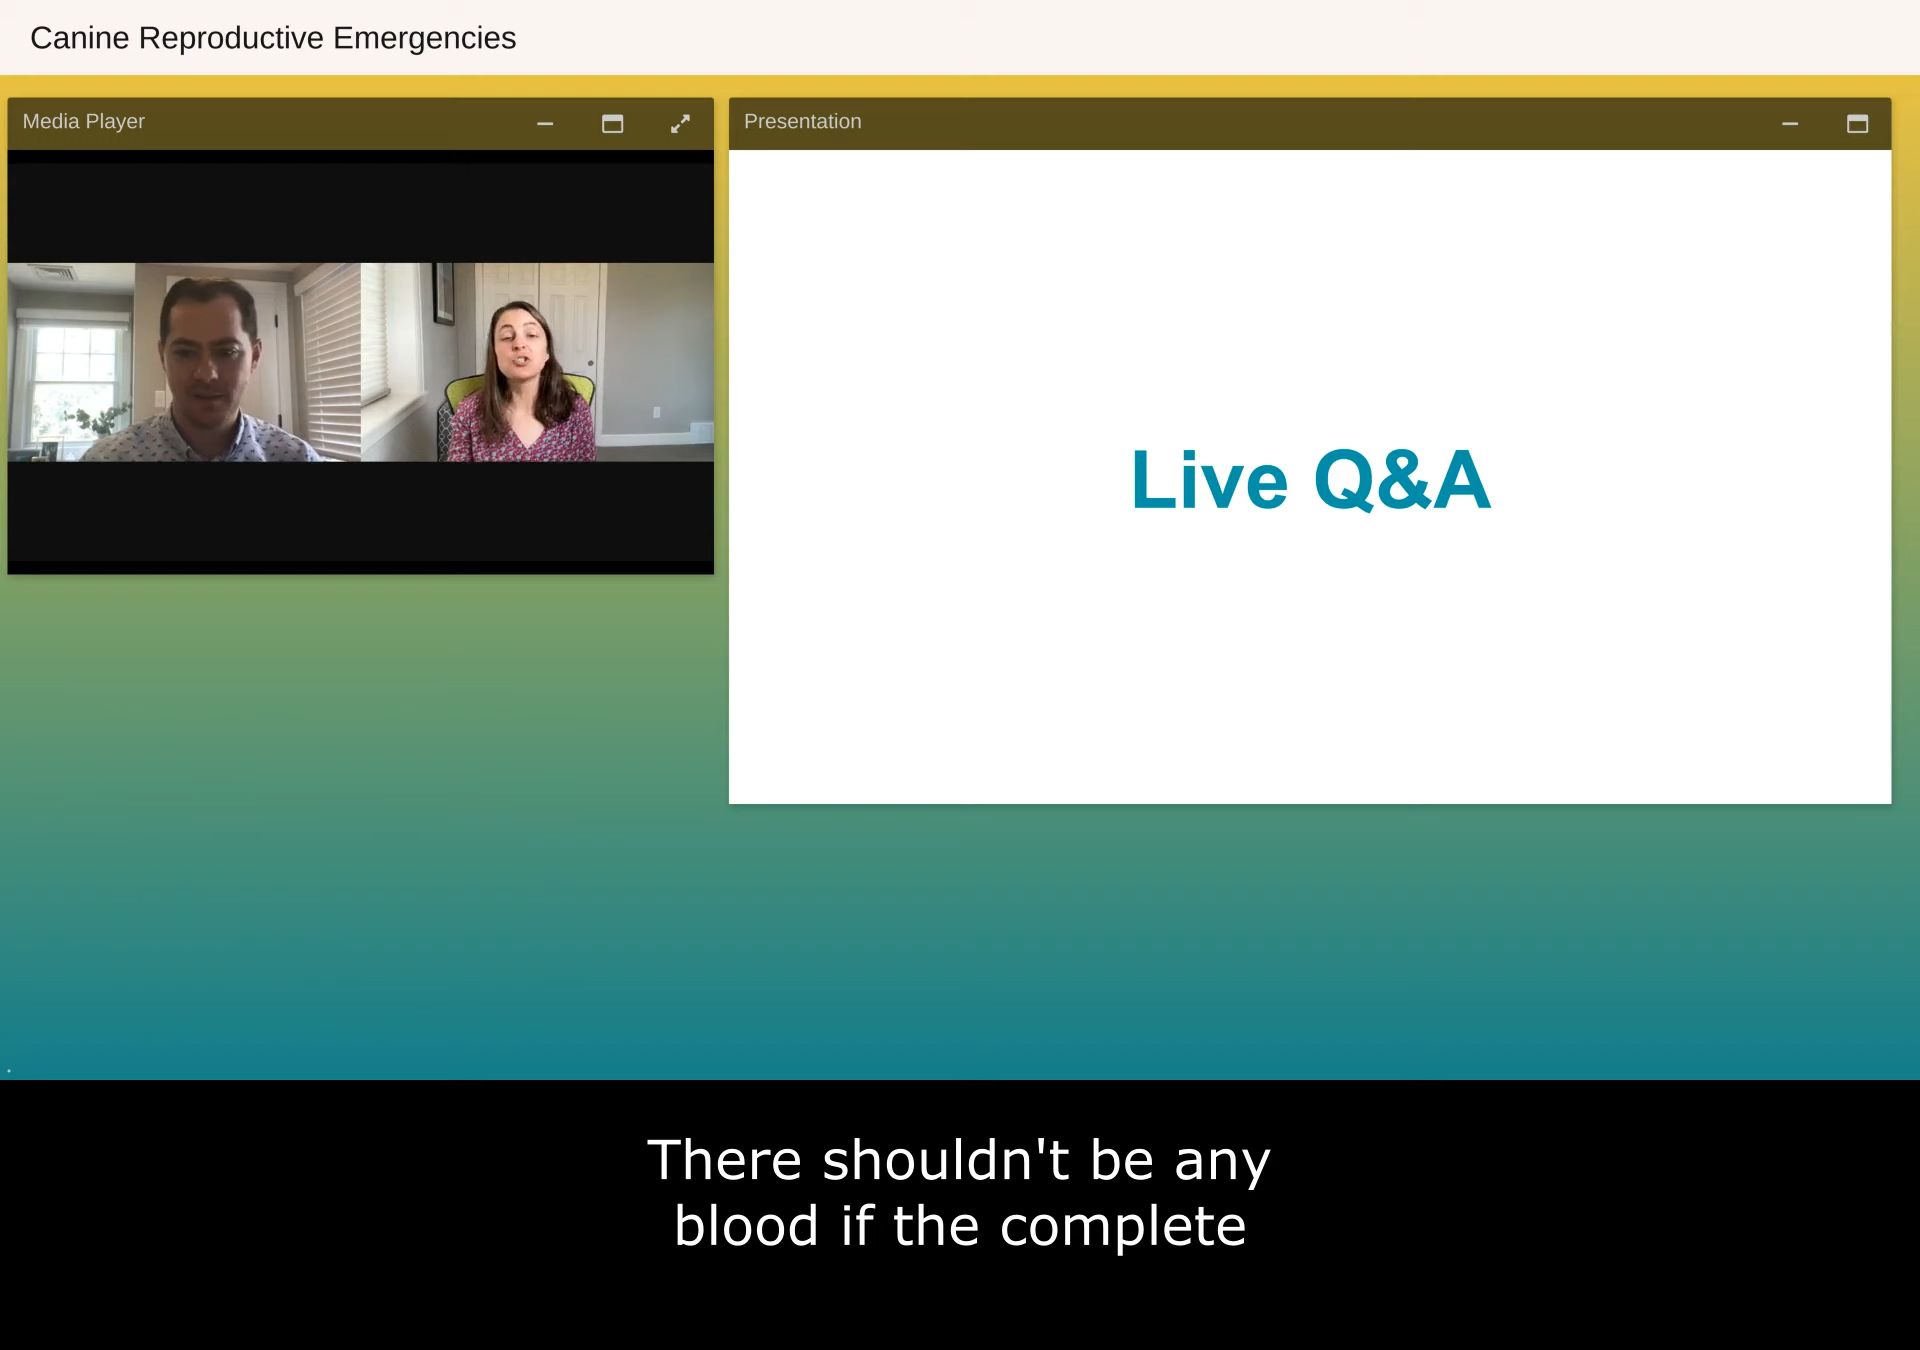 Canine Reproductive Emergencies
Media Player
Presentation
Live Q&A
There shouldn't be any
blood if the complete